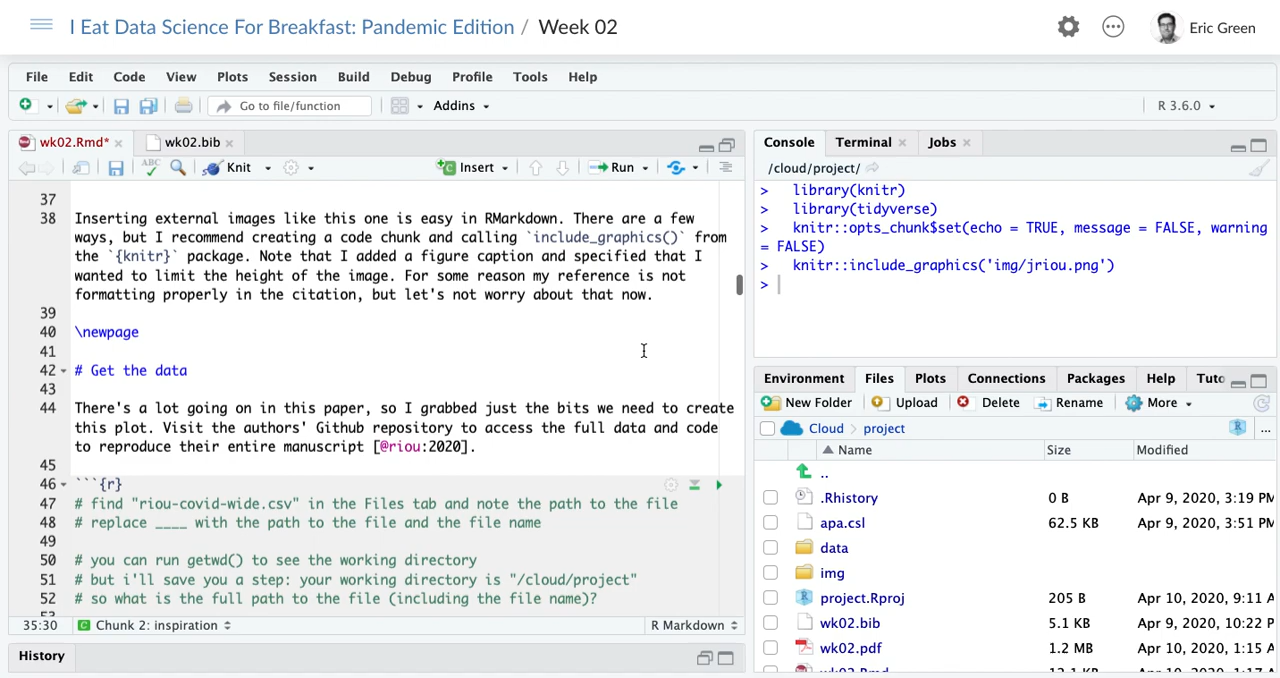 I Eat Data Science For Breakfast: Pandemic Edition / Week 02
Eric Green
File Edit Code View Plots Session Build Debug Profile Tools Help
Go to file/function Addins R 3.6.0
wk02.Rmd* wk02.bib
ABC Knit Insert Run
37
38 Inserting external images like this one is easy in RMarkdown. There are a few
ways, but I recommend creating a code chunk and calling `include_graphics()` from
the `{knitr}` package. Note that I added a figure caption and specified that I
wanted to limit the height of the image. For some reason my reference is not
formatting properly in the citation, but let's not worry about that now.
39
40 \newpage
41
42 # Get the data
43
44 There's a lot going on in this paper, so I grabbed just the bits we need to create
this plot. Visit the authors' Github repository to access the full data and code
to reproduce their entire manuscript [@riou:2020].
45
46 ```{r}
47 # find "riou-covid-wide.csv" in the Files tab and note the path to the file
48 # replace ____ with the path to the file and the file name
49
50 # you can run getwd() to see the working directory
51 # but i'll save you a step: your working directory is "/cloud/project"
52 # so what is the full path to the file (including the file name)?
53
35:30 Chunk 2: inspiration R Markdown
History
Console Terminal Jobs
/cloud/project/
> library(knitr)
> library(tidyverse)
> knitr::opts_chunk$set(echo = TRUE, message = FALSE, warning
= FALSE)
> knitr::include_graphics('img/jriou.png')
>
Environment Files Plots Connections Packages Help Tuto
New Folder Upload Delete Rename More
Cloud project ...
Name Size Modified
..
.Rhistory 0 B Apr 9, 2020, 3:19 PM
apa.csl 62.5 KB Apr 9, 2020, 3:51 PM
data
img
project.Rproj 205 B Apr 10, 2020, 9:11 A
wk02.bib 5.1 KB Apr 9, 2020, 10:22 P
wk02.pdf 1.2 MB Apr 10, 2020, 1:15 A
wk02.Rmd 12.1 KB Apr 10, 2020, 1:17 A